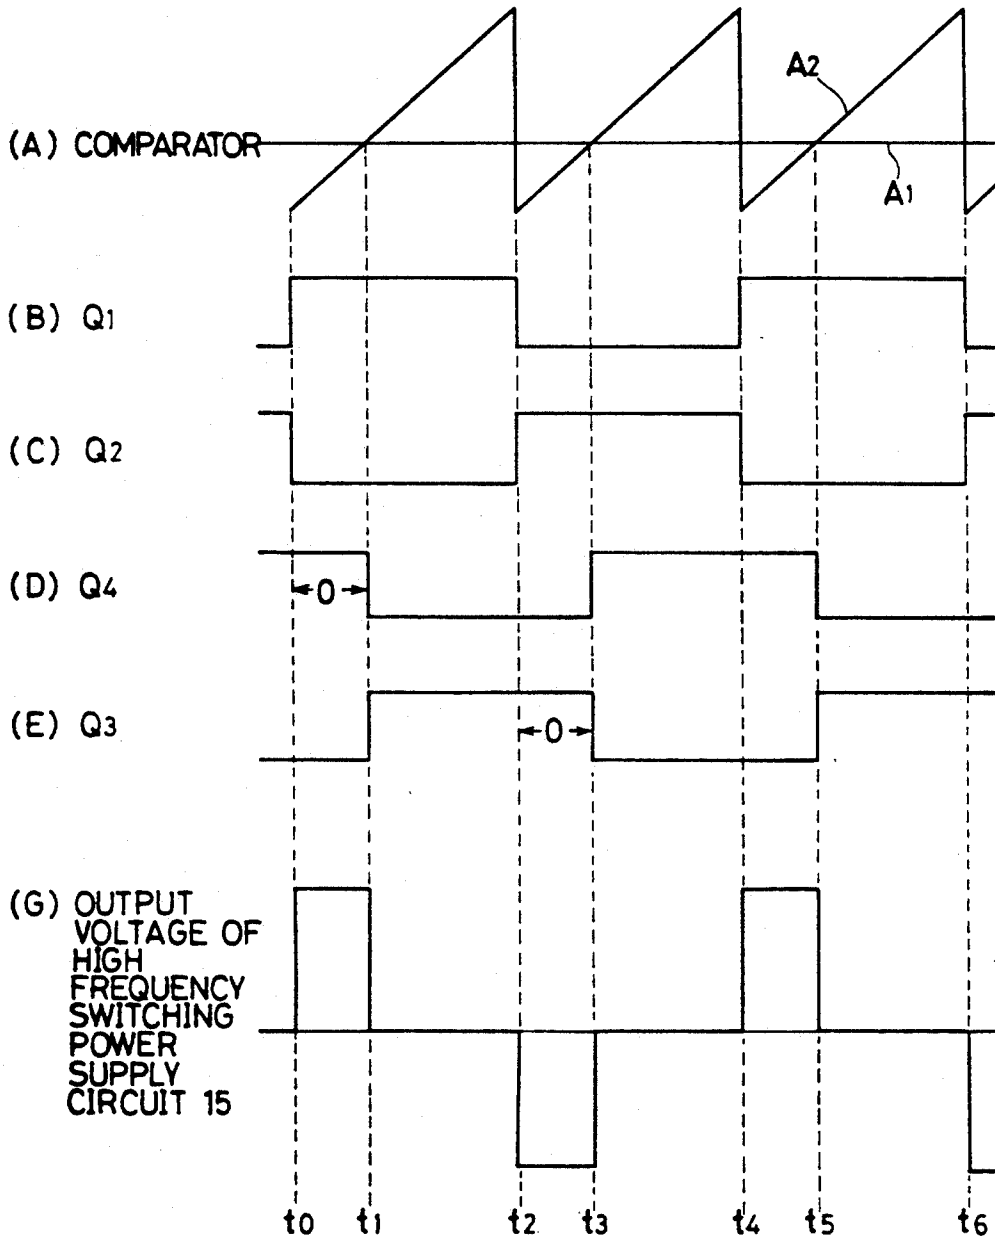 A2
(A) COMPARATOR
A1
(B) Q1
(C) Q2
(D) Q4
0
(E) Q3
0
(G) OUTPUT
VOLTAGE OF
HIGH
FREQUENCY
SWITCHING
POWER
SUPPLY
CIRCUIT 15
t0 t1 t2 t3 t4 t5 t6